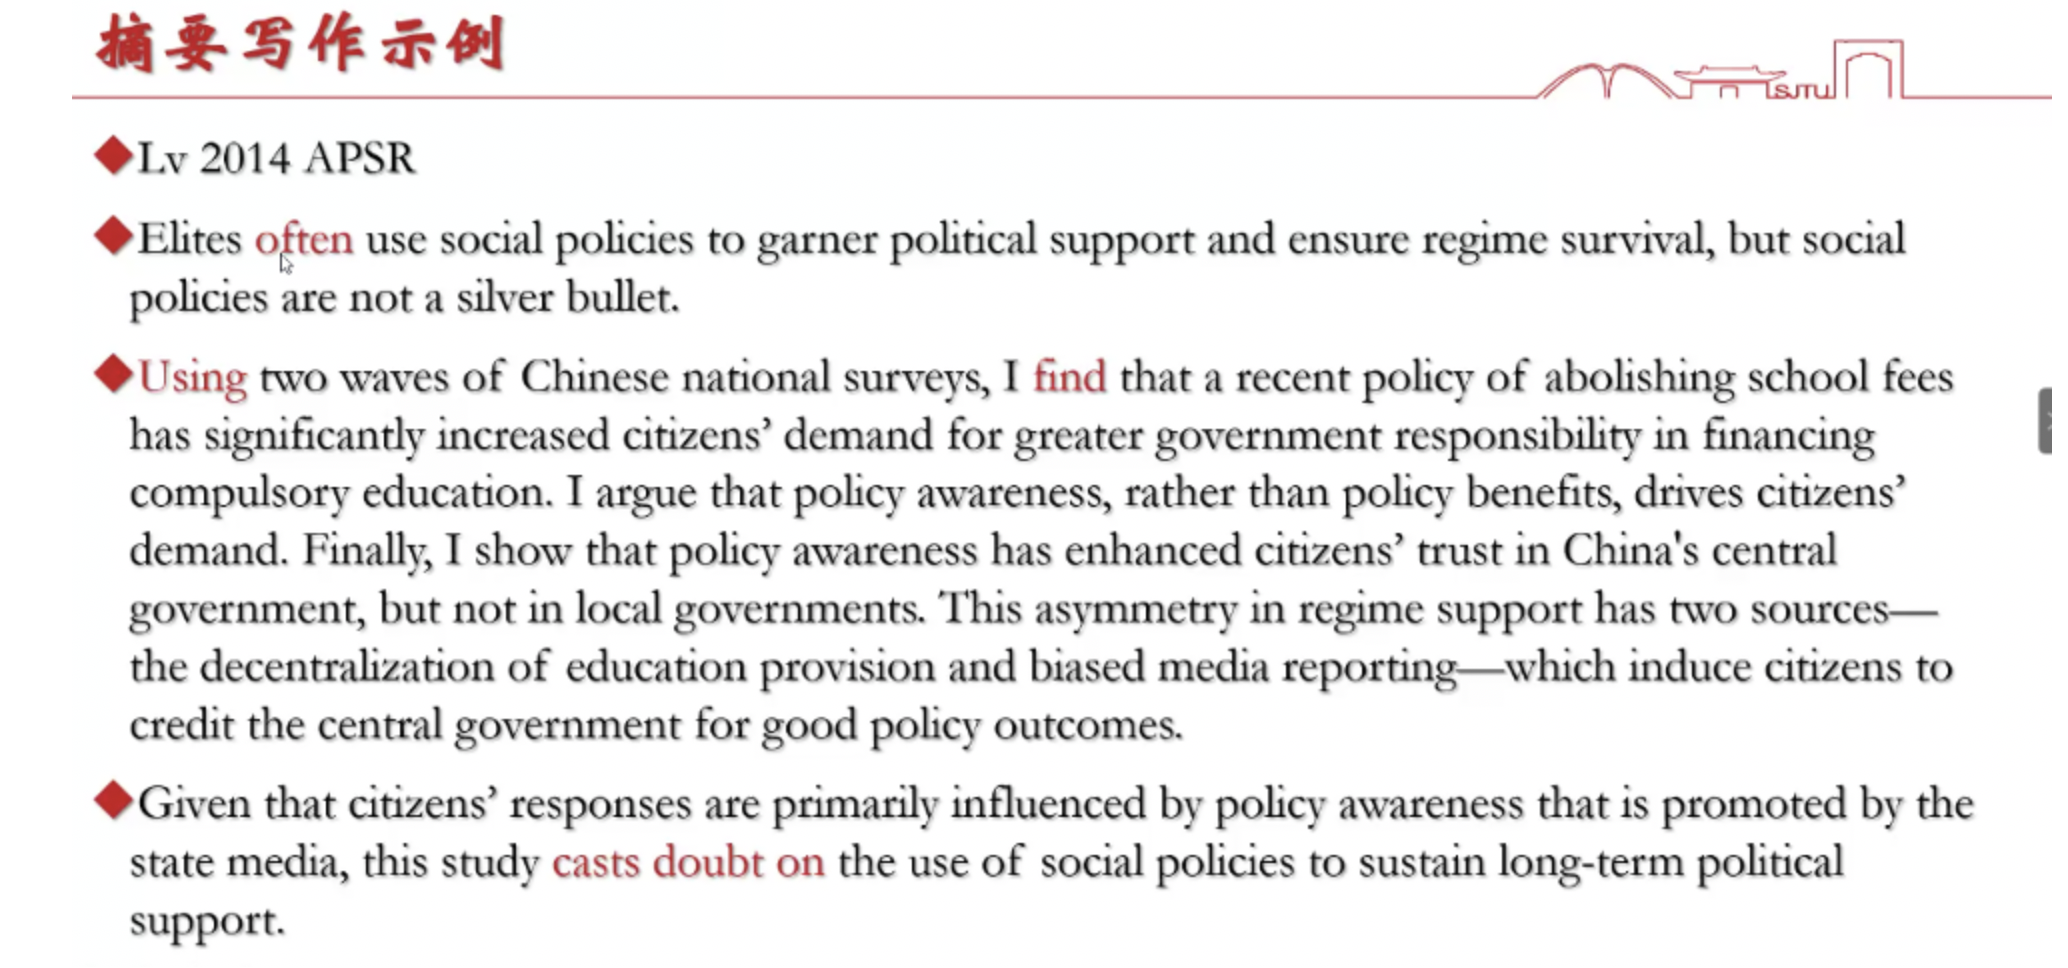 摘要写作示例
SJTU
◆Lv 2014 APSR
◆Elites often use social policies to garner political support and ensure regime survival, but social
policies are not a silver bullet.
◆Using two waves of Chinese national surveys, I find that a recent policy of abolishing school fees
has significantly increased citizens’ demand for greater government responsibility in financing
compulsory education. I argue that policy awareness, rather than policy benefits, drives citizens’
demand. Finally, I show that policy awareness has enhanced citizens’ trust in China's central
government, but not in local governments. This asymmetry in regime support has two sources—
the decentralization of education provision and biased media reporting—which induce citizens to
credit the central government for good policy outcomes.
◆Given that citizens’ responses are primarily influenced by policy awareness that is promoted by the
state media, this study casts doubt on the use of social policies to sustain long-term political
support.